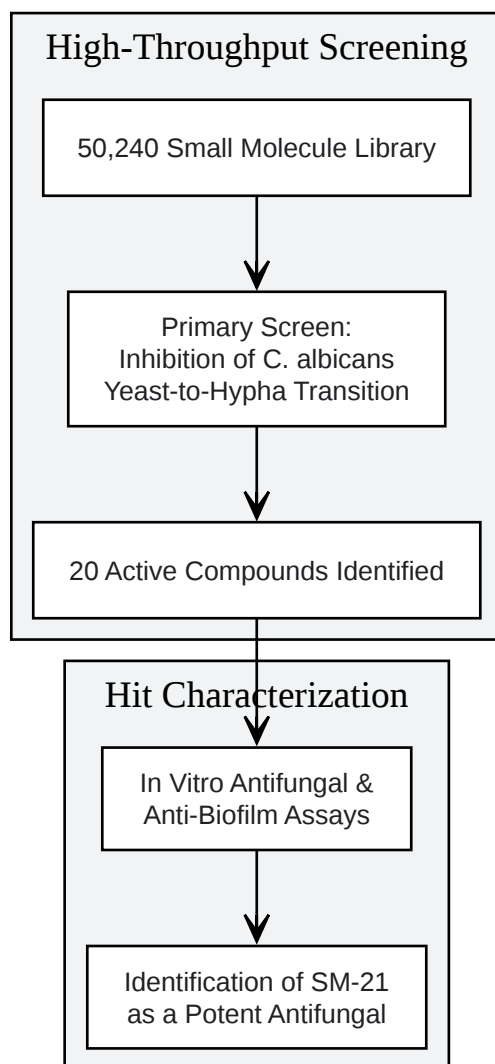 High-Throughput Screening
50,240 Small Molecule Library
Primary Screen:
Inhibition of C. albicans
Yeast-to-Hypha Transition
20 Active Compounds Identified
Hit Characterization
In Vitro Antifungal &
Anti-Biofilm Assays
Identification of SM-21
as a Potent Antifungal